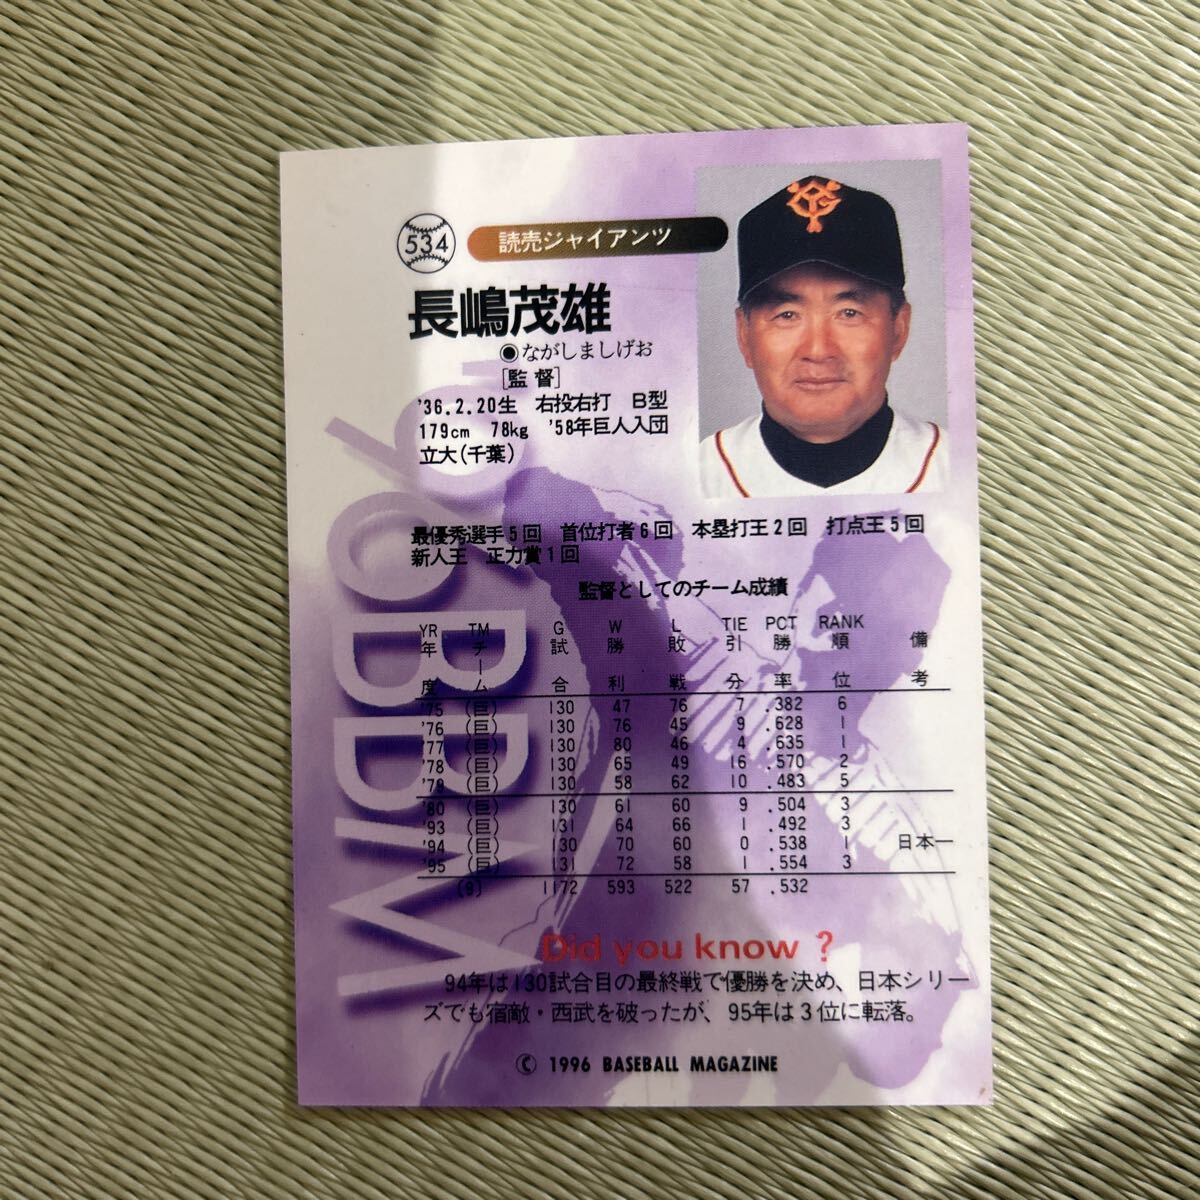 534
読売ジャイアンツ
YG
長嶋茂雄
◉ながしましげお
[監督]
'36.2.20生 右投右打 B型
179cm 78kg '58年巨人入団
立大(千葉)
最優秀選手5回 首位打者6回 本塁打王2回 打点王5回
新人王 正力賞1回
監督としてのチーム成績
YR TM G W L TIE PCT RANK
年度 チーム 試合 勝利 敗戦 引分 勝率 順位 備考
'75 (巨) 130 47 76 7 .382 6
'76 (巨) 130 76 45 9 .628 1
'77 (巨) 130 80 46 4 .635 1
'78 (巨) 130 65 49 16 .570 2
'79 (巨) 130 58 62 10 .483 5
'80 (巨) 130 61 60 9 .504 3
'93 (巨) 131 64 66 1 .492 3
'94 (巨) 130 70 60 0 .538 1 日本一
'95 (巨) 131 72 58 1 .554 3
(9) 1172 593 522 57 .532
Did you know ?
94年は130試合目の最終戦で優勝を決め、日本シリー
ズでも宿敵・西武を破ったが、95年は3位に転落。
© 1996 BASEBALL MAGAZINE
'96BBM